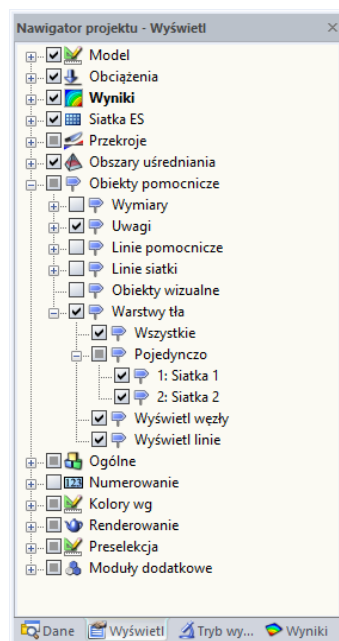 Nawigator projektu - Wyświetl
Model
Obciążenia
Wyniki
Siatka ES
Przekroje
Obszary uśredniania
Obiekty pomocnicze
Wymiary
Uwagi
Linie pomocnicze
Linie siatki
Obiekty wizualne
Warstwy tła
Wszystkie
Pojedynczo
1: Siatka 1
2: Siatka 2
Wyświetl węzły
Wyświetl linie
Ogólne
123 Numerowanie
Kolory wg
Renderowanie
Preselekcja
Moduły dodatkowe
Dane Wyświetl Tryb wy... Wyniki